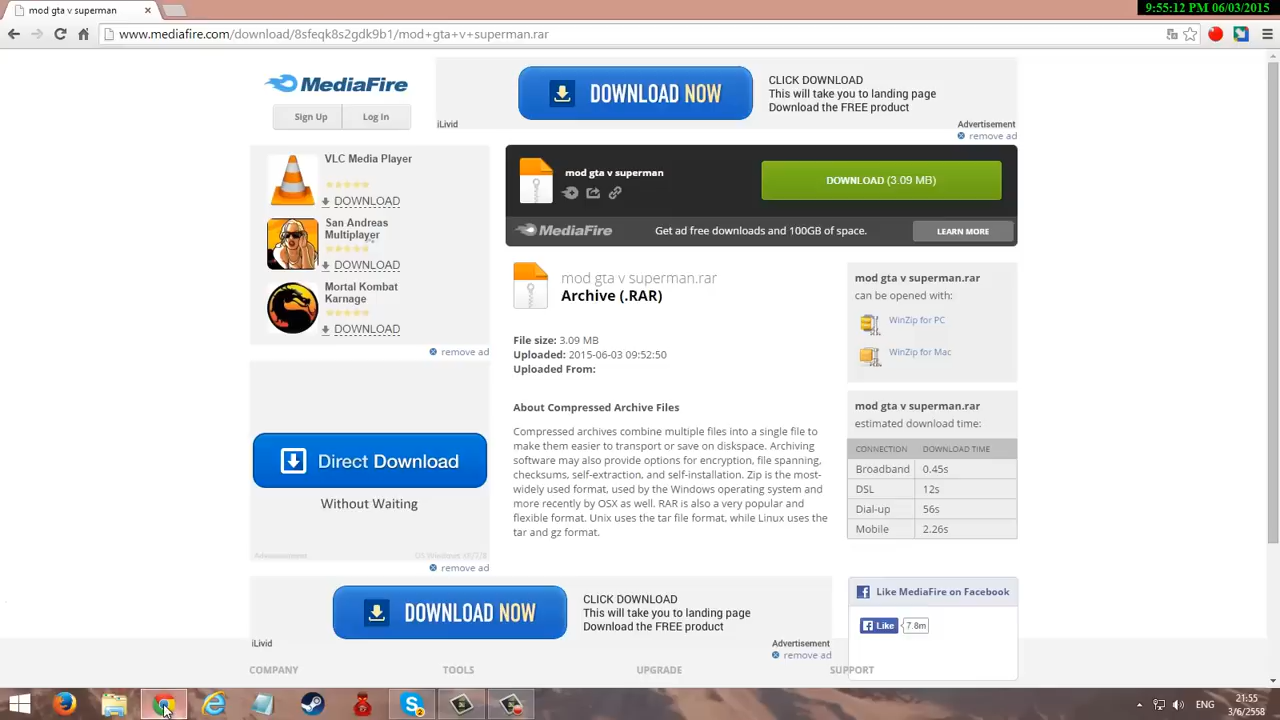 mod gta v superman
9:55:12 PM 06/03/2015
www.mediafire.com/download/8sfeqk8s2gdk9b1/mod+gta+v+superman.rar
MediaFire
Sign Up
Log In
DOWNLOAD NOW
CLICK DOWNLOAD
This will take you to landing page
Download the FREE product
iLivid
Advertisement
remove ad
VLC Media Player
DOWNLOAD
San Andreas
Multiplayer
DOWNLOAD
Mortal Kombat
Karnage
DOWNLOAD
remove ad
mod gta v superman
DOWNLOAD (3.09 MB)
MediaFire
Get ad free downloads and 100GB of space.
LEARN MORE
mod gta v superman.rar
Archive (.RAR)
File size: 3.09 MB
Uploaded: 2015-06-03 09:52:50
Uploaded From:
About Compressed Archive Files
Compressed archives combine multiple files into a single file to
make them easier to transport or save on diskspace. Archiving
software may also provide options for encryption, file spanning,
checksums, self-extraction, and self-installation. Zip is the most-
widely used format, used by the Windows operating system and
more recently by OSX as well. RAR is also a very popular and
flexible format. Unix uses the tar file format, while Linux uses the
tar and gz format.
mod gta v superman.rar
can be opened with:
WinZip for PC
WinZip for Mac
mod gta v superman.rar
estimated download time:
CONNECTION DOWNLOAD TIME
Broadband 0.45s
DSL 12s
Dial-up 56s
Mobile 2.26s
Direct Download
Without Waiting
remove ad
DOWNLOAD NOW
CLICK DOWNLOAD
This will take you to landing page
Download the FREE product
iLivid
Advertisement
remove ad
Like MediaFire on Facebook
Like 7.8m
COMPANY
TOOLS
UPGRADE
SUPPORT
2
ENG
21:55
3/6/2558